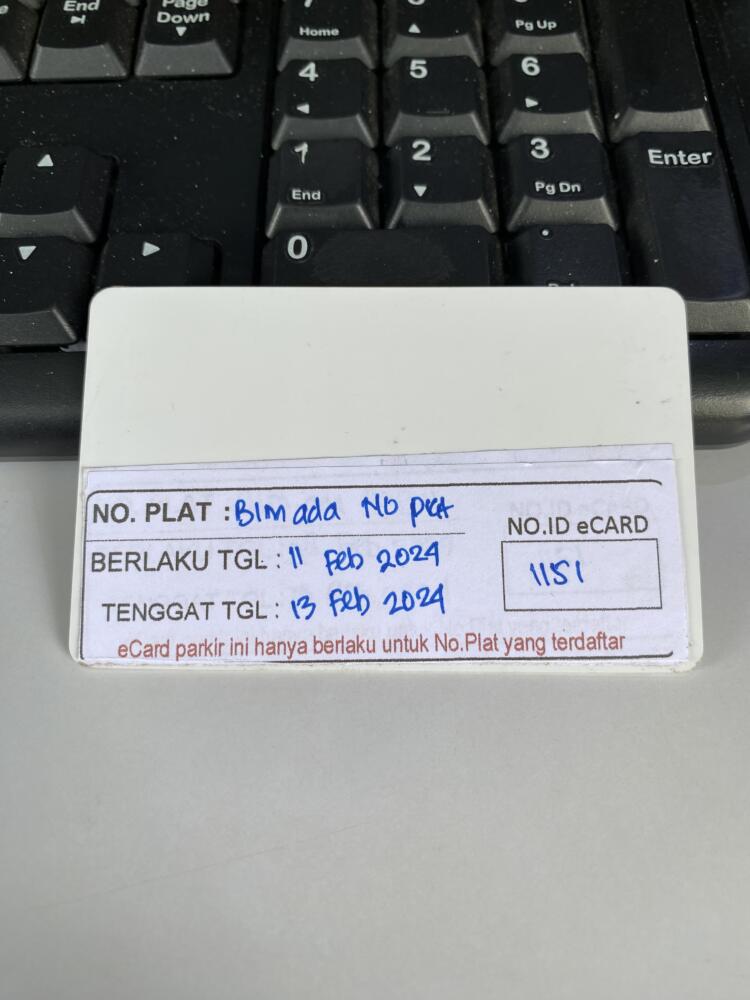 End
Page
Down
7
Home
Pg Up
4
5
6
1
End
2
3
Pg Dn
Enter
0
.
NO. PLAT : Blm ada No plat
BERLAKU TGL : 11 Feb 2024
TENGGAT TGL : 13 Feb 2024
NO.ID eCARD
1151
eCard parkir ini hanya berlaku untuk No.Plat yang terdaftar